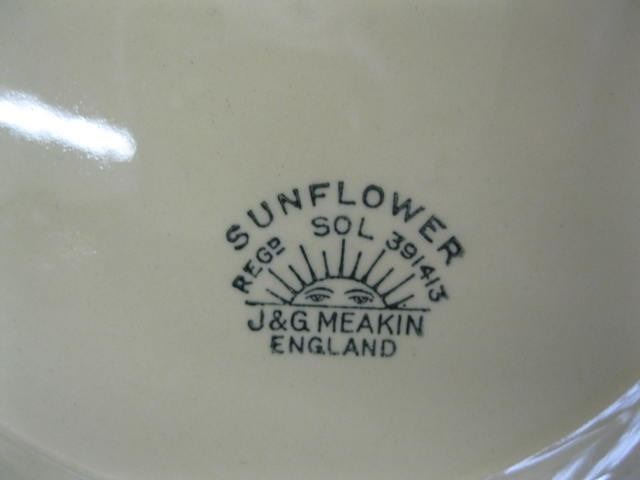 SUNFLOWER
SOL
REGD 391413
J&G MEAKIN
ENGLAND